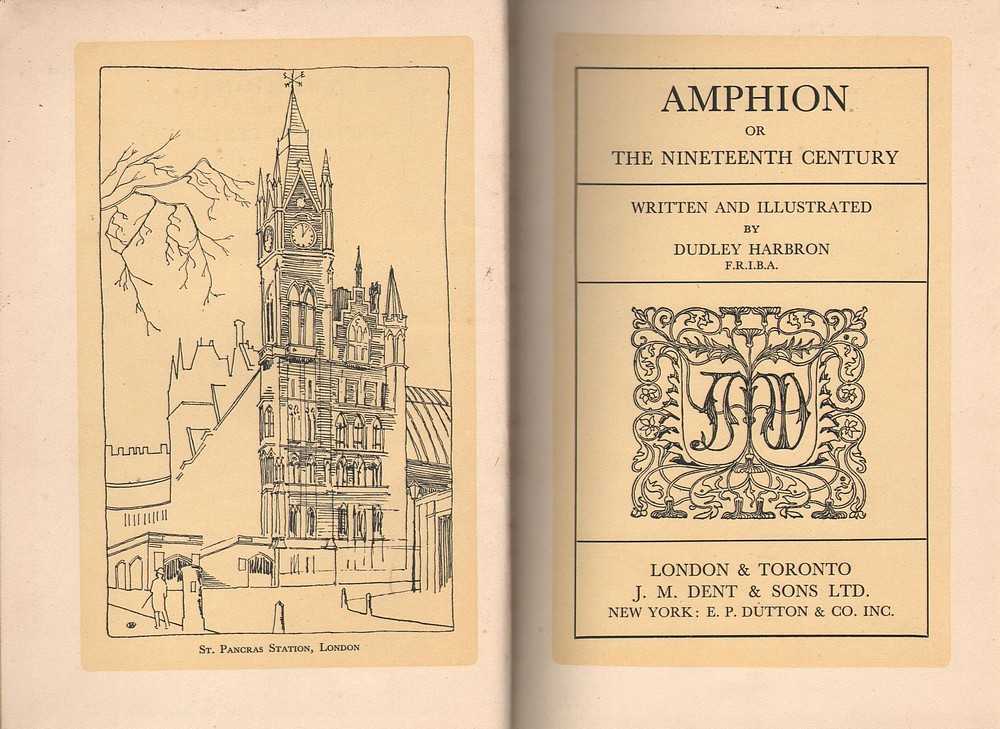 St. Pancras Station, London
AMPHION
OR
THE NINETEENTH CENTURY
WRITTEN AND ILLUSTRATED
BY
DUDLEY HARBRON
F.R.I.B.A.
LONDON & TORONTO
J. M. DENT & SONS LTD.
NEW YORK: E. P. DUTTON & CO. INC.